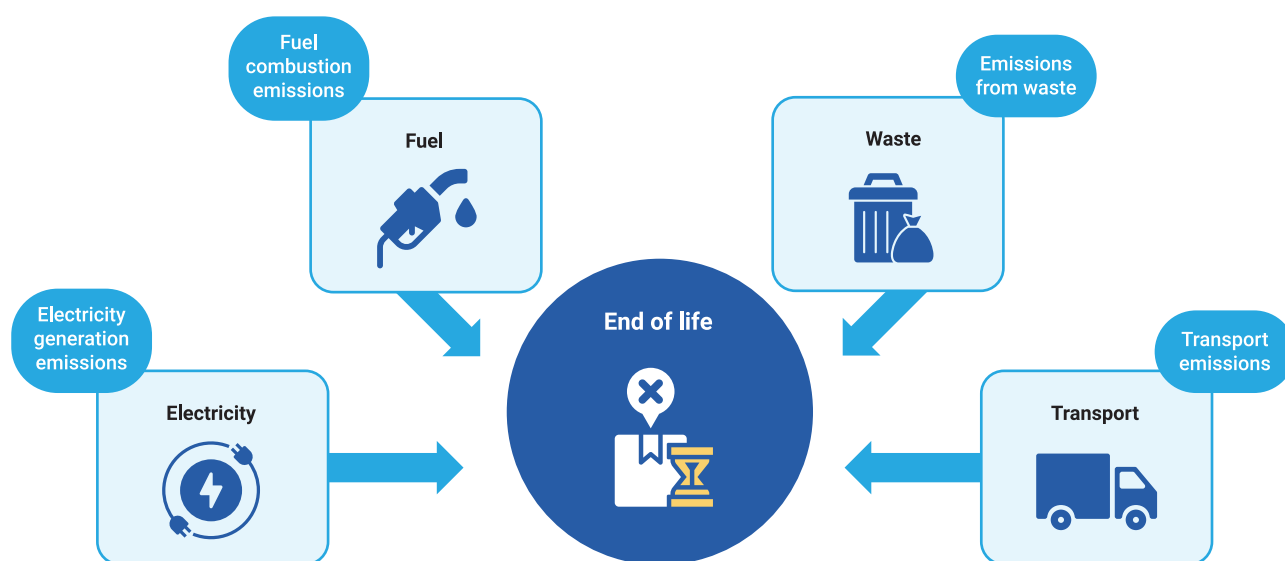 Fuel
combustion
emissions
Fuel
Emissions
from waste
Waste
Electricity
generation
emissions
Electricity
End of life
Transport
emissions
Transport